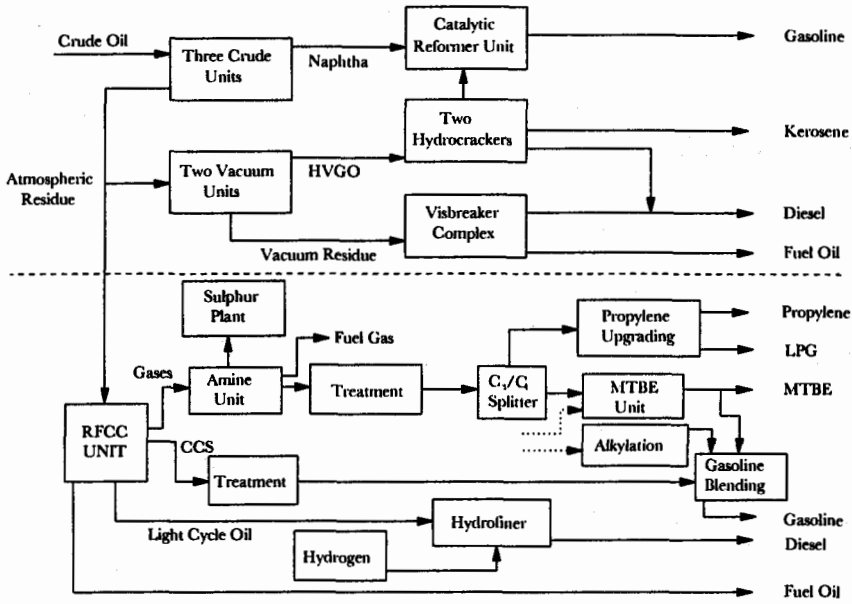 Crude Oil
Three Crude
Units
Naphtha
Catalytic
Reformer Unit
Gasoline
Two
Hydrocrackers
Kerosene
Atmospheric
Residue
Two Vacuum
Units
HVGO
Visbreaker
Complex
Diesel
Vacuum Residue
Fuel Oil
Sulphur
Plant
Fuel Gas
Propylene
Upgrading
Propylene
LPG
Gases
Amine
Unit
Treatment
Splitter
MTBE
Unit
MTBE
RFCC
UNIT
CCS
Treatment
Alkylation
Gasoline
Blending
Gasoline
Light Cycle Oil
Hydrofiner
Diesel
Hydrogen
Fuel Oil